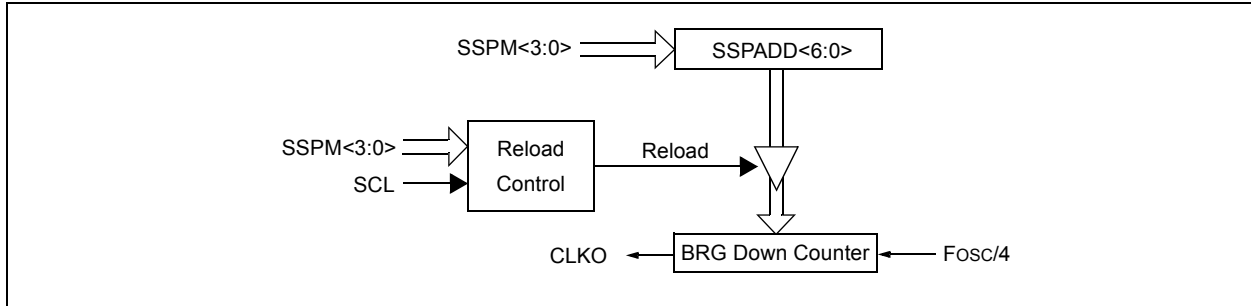 SSPM<3:0>
SSPADD<6:0>
SSPM<3:0>
SCL
Reload
Control
Reload
CLKO
BRG Down Counter
FOSC/4